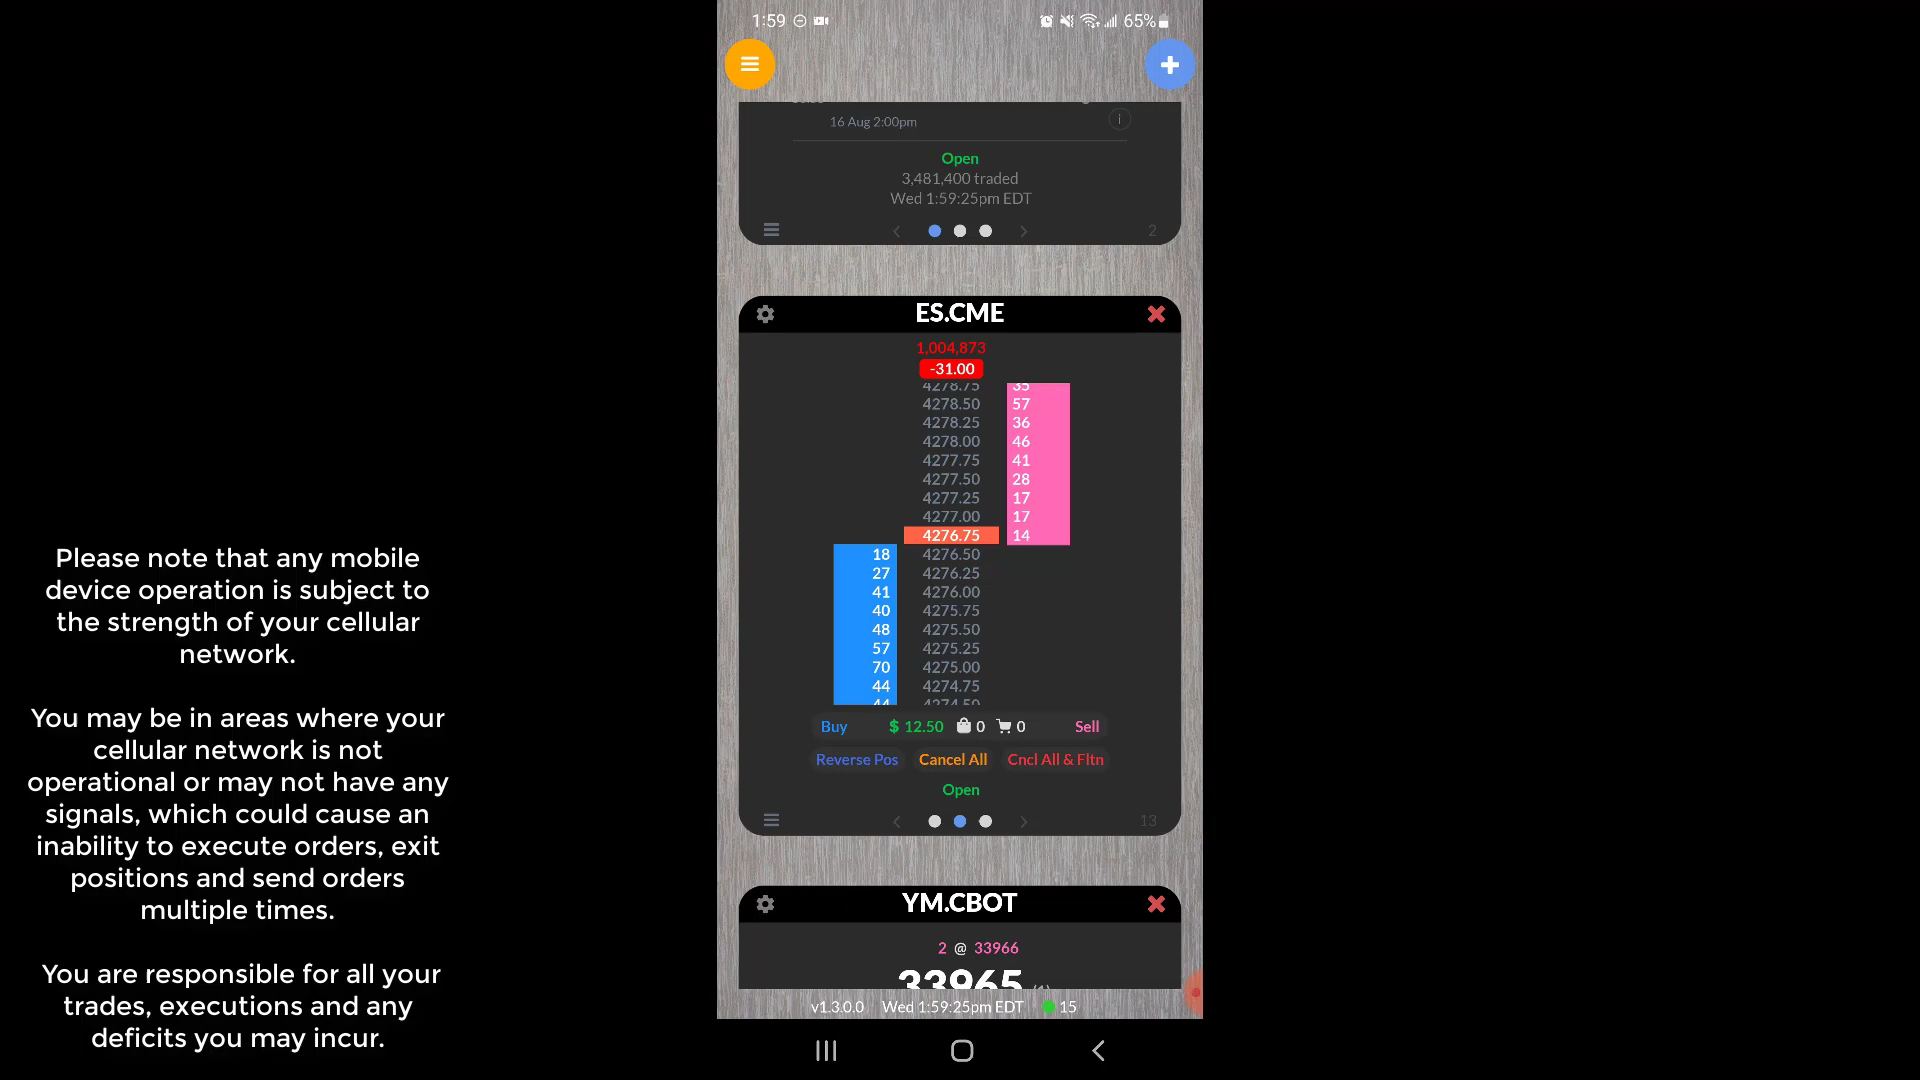 1:59
65%
16 Aug 2:00pm
i
Open
3,481,400 traded
Wed 1:59:25pm EDT
2
ES.CME
1,004,873
-31.00
4278.75 35
4278.50 57
4278.25 36
4278.00 46
4277.75 41
4277.50 28
4277.25 17
4277.00 17
4276.75 14
18 4276.50
27 4276.25
41 4276.00
40 4275.75
48 4275.50
57 4275.25
70 4275.00
44 4274.75
44 4274.50
Buy $ 12.50 0 0 Sell
Reverse Pos Cancel All Cncl All & Fltn
Open
13
YM.CBOT
2 @ 33966
33965
v1.3.0.0 Wed 1:59:25pm EDT 15
Please note that any mobile
device operation is subject to
the strength of your cellular
network.
You may be in areas where your
cellular network is not
operational or may not have any
signals, which could cause an
inability to execute orders, exit
positions and send orders
multiple times.
You are responsible for all your
trades, executions and any
deficits you may incur.